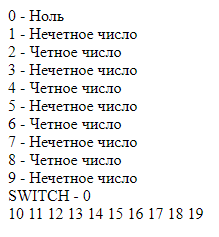 0 - Ноль
1 - Нечетное число
2 - Четное число
3 - Нечетное число
4 - Четное число
5 - Нечетное число
6 - Четное число
7 - Нечетное число
8 - Четное число
9 - Нечетное число
SWITCH - 0
10 11 12 13 14 15 16 17 18 19